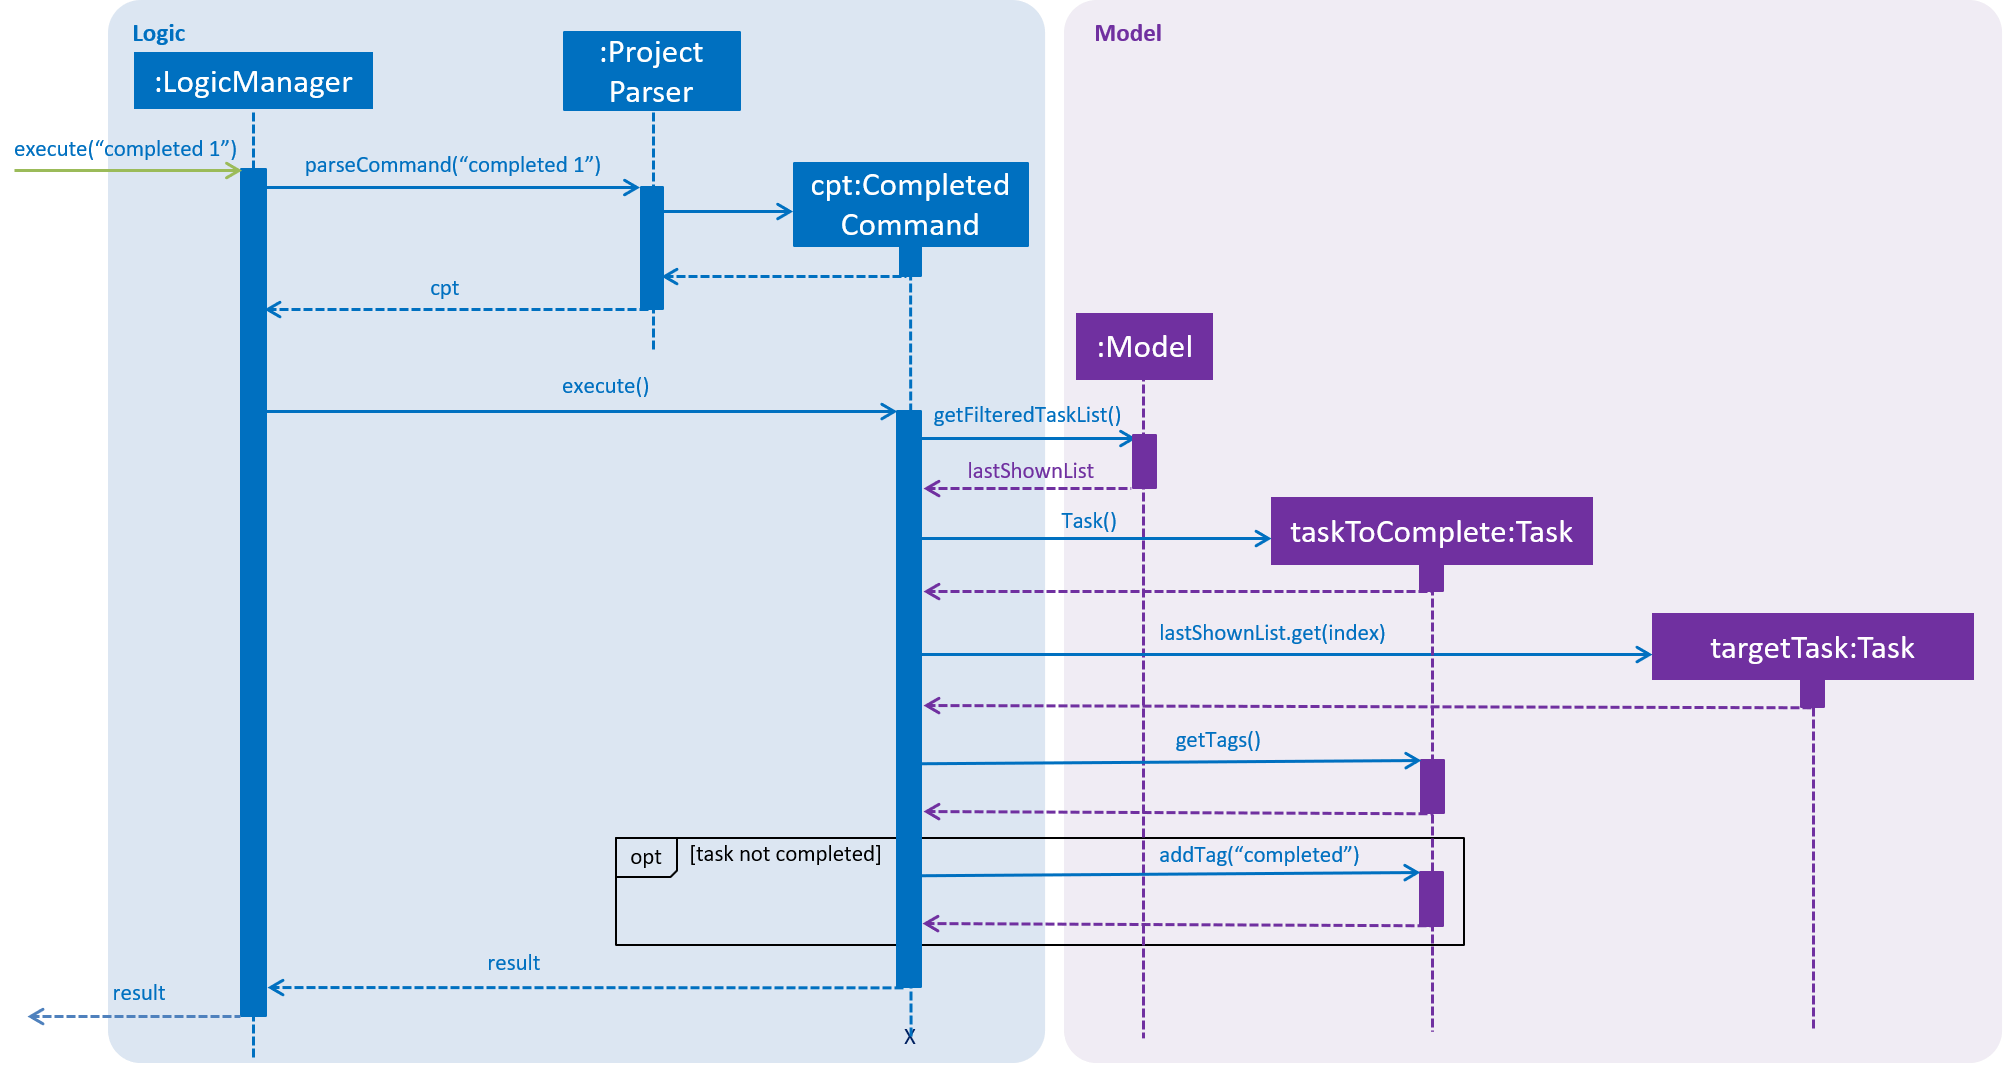 Logic
Model
:LogicManager
:Project
Parser
execute(“completed 1”)
parseCommand(“completed 1”)
cpt:Completed
Command
cpt
:Model
execute()
getFilteredTaskList()
lastShownList
Task()
taskToComplete:Task
lastShownList.get(index)
targetTask:Task
getTags()
opt
[task not completed]
addTag(“completed”)
result
result
X